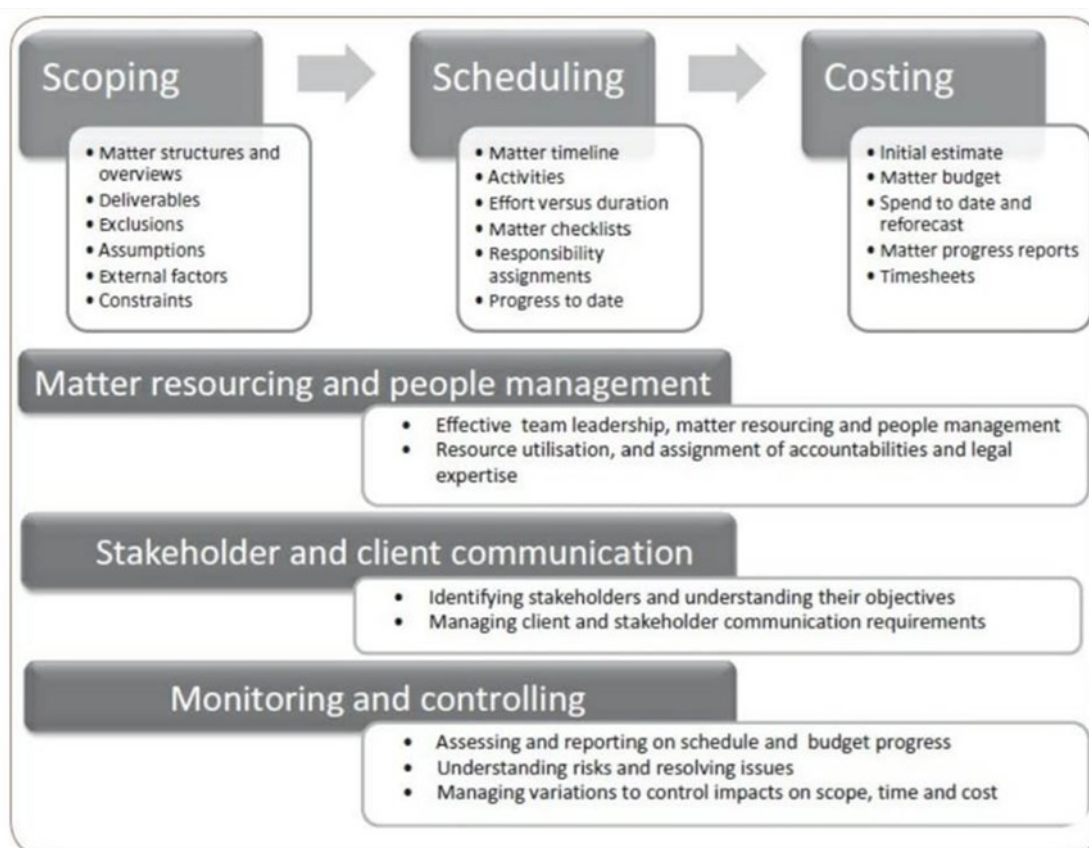 Scoping
• Matter structures and
overviews
• Deliverables
• Exclusions
• Assumptions
• External factors
• Constraints
Scheduling
• Matter timeline
• Activities
• Effort versus duration
• Matter checklists
• Responsibility
assignments
• Progress to date
Costing
• Initial estimate
• Matter budget
• Spend to date and
reforecast
• Matter progress reports
• Timesheets
Matter resourcing and people management
• Effective team leadership, matter resourcing and people management
• Resource utilisation, and assignment of accountabilities and legal
expertise
Stakeholder and client communication
• Identifying stakeholders and understanding their objectives
• Managing client and stakeholder communication requirements
Monitoring and controlling
• Assessing and reporting on schedule and budget progress
• Understanding risks and resolving issues
• Managing variations to control impacts on scope, time and cost